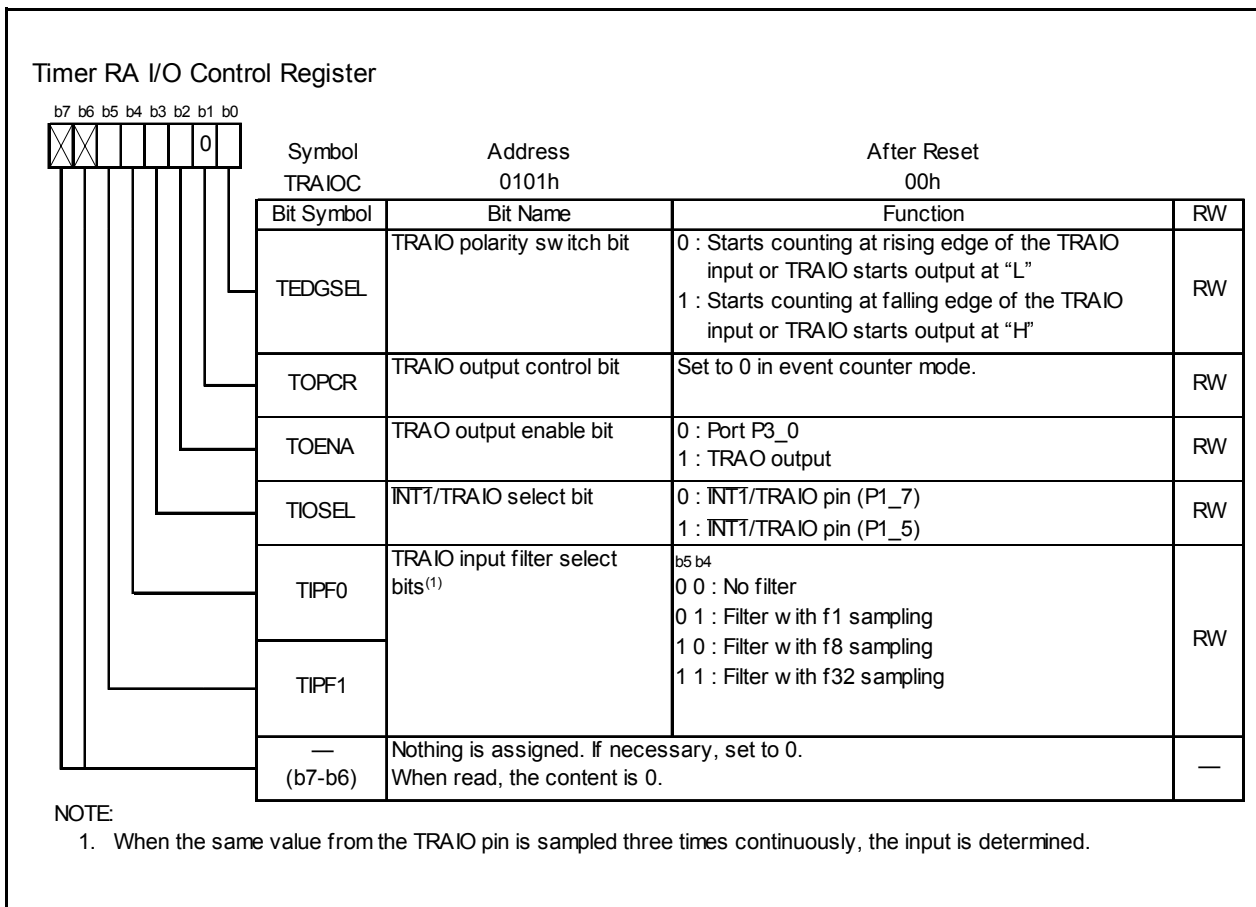 Timer RA I/O Control Register
b7 b6 b5 b4 b3 b2 b1 b0
0
Symbol Address After Reset
TRAIOC 0101h 00h
Bit Symbol Bit Name Function RW
TEDGSEL TRAIO polarity switch bit 0 : Starts counting at rising edge of the TRAIO
input or TRAIO starts output at “L”
1 : Starts counting at falling edge of the TRAIO
input or TRAIO starts output at “H”
RW
TOPCR TRAIO output control bit Set to 0 in event counter mode. RW
TOENA TRAO output enable bit 0 : Port P3_0
1 : TRAO output
RW
TIOSEL INT1/TRAIO select bit 0 : INT1/TRAIO pin (P1_7)
1 : INT1/TRAIO pin (P1_5)
RW
TIPF0 TRAIO input filter select
bits(1)
b5 b4
0 0 : No filter
0 1 : Filter with f1 sampling
1 0 : Filter with f8 sampling
1 1 : Filter with f32 sampling
RW
TIPF1
—
(b7-b6)
Nothing is assigned. If necessary, set to 0.
When read, the content is 0.
—
NOTE:
1. When the same value from the TRAIO pin is sampled three times continuously, the input is determined.